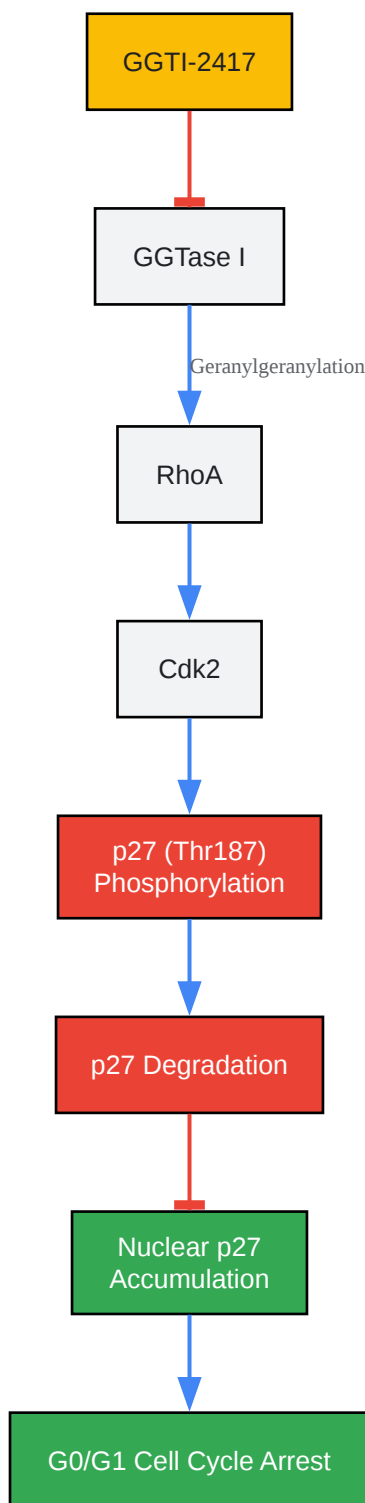 GGTI-2417
GGTase I
Geranylgeranylation
RhoA
Cdk2
p27 (Thr187)
Phosphorylation
p27 Degradation
Nuclear p27
Accumulation
G0/G1 Cell Cycle Arrest